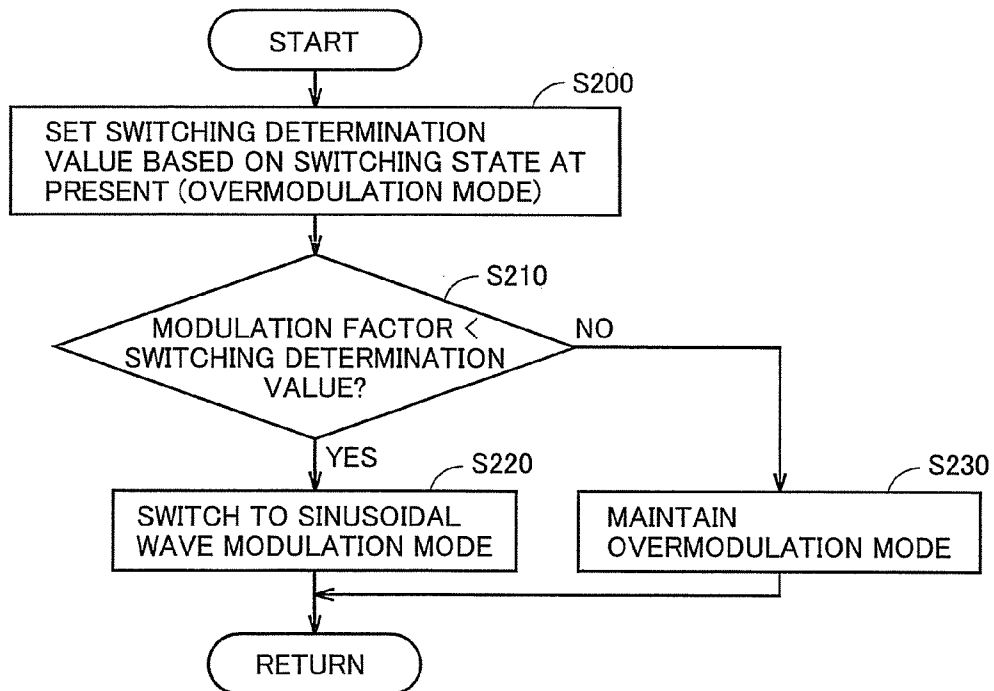 START
S200
SET SWITCHING DETERMINATION
VALUE BASED ON SWITCHING STATE AT
PRESENT (OVERMODULATION MODE)
S210
MODULATION FACTOR <
SWITCHING DETERMINATION
VALUE?
NO
YES
S220
SWITCH TO SINUSOIDAL
WAVE MODULATION MODE
S230
MAINTAIN
OVERMODULATION MODE
RETURN